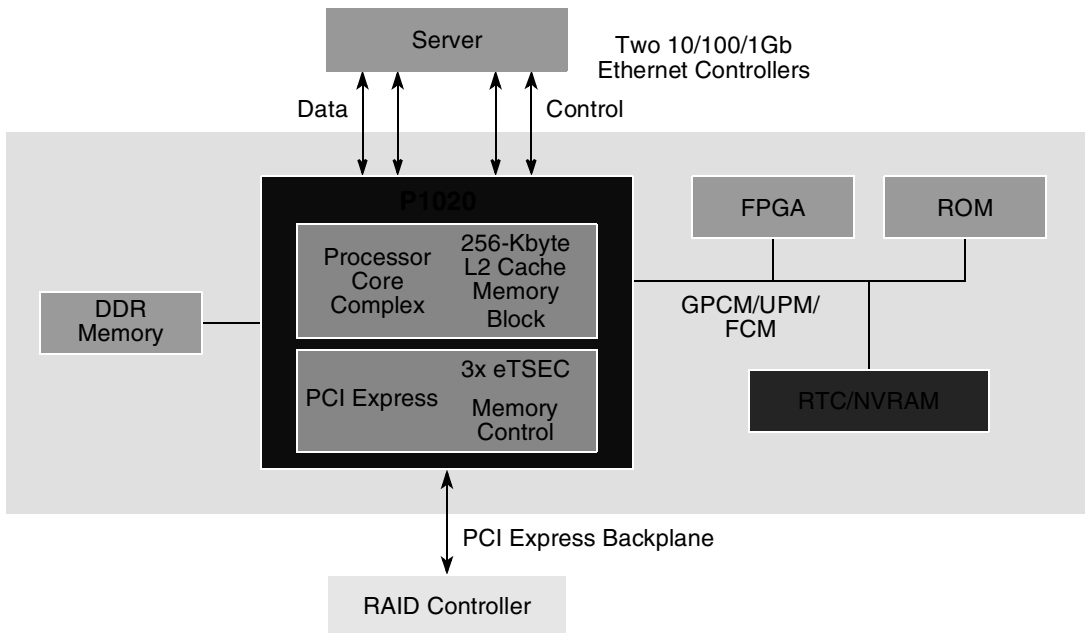 Server
Two 10/100/1Gb
Ethernet Controllers
Data
Control
P1020
Processor
Core
Complex
256-Kbyte
L2 Cache
Memory
Block
PCI Express
3x eTSEC
Memory
Control
DDR
Memory
FPGA
ROM
GPCM/UPM/
FCM
RTC/NVRAM
PCI Express Backplane
RAID Controller